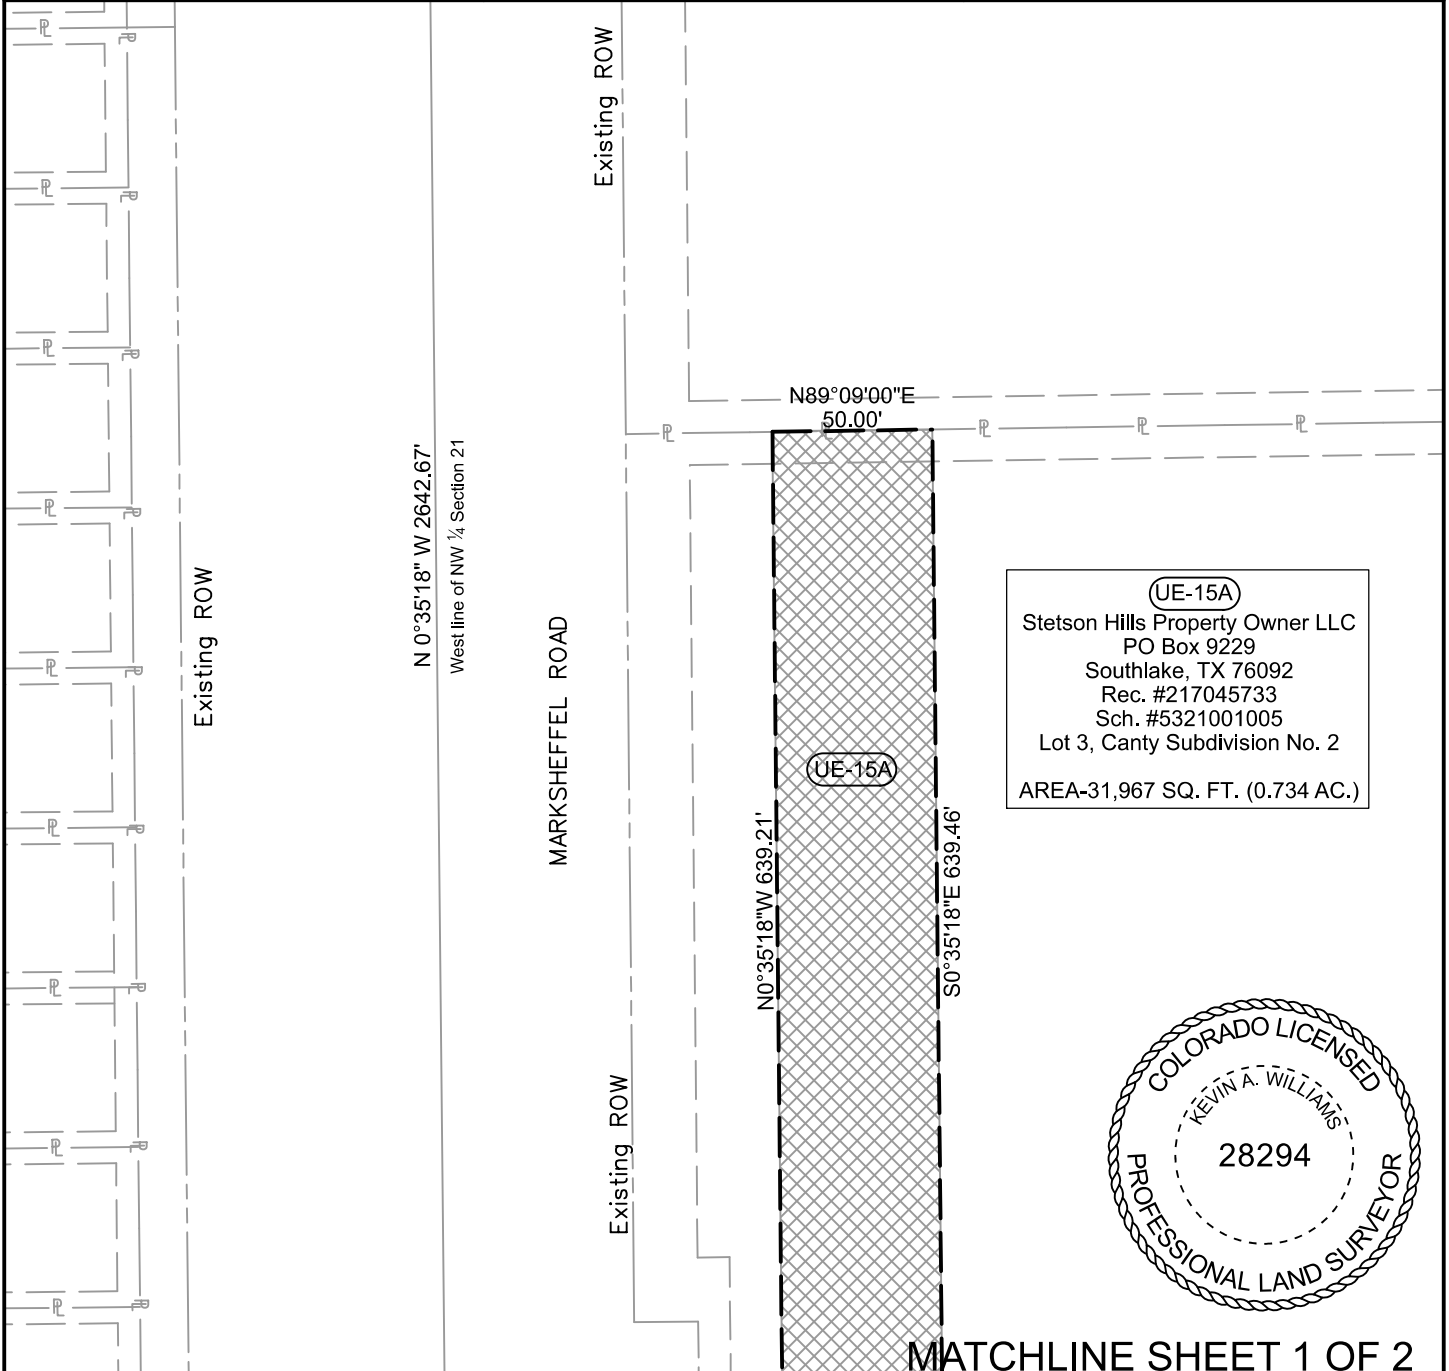 Existing ROW
N89°09'00"E
50.00'
N 0°35'18" W 2642.67'
West line of NW ¼ Section 21
Existing ROW
MARKSHEFFEL ROAD
UE-15A
Stetson Hills Property Owner LLC
PO Box 9229
Southlake, TX 76092
Rec. #217045733
Sch. #5321001005
Lot 3, Canty Subdivision No. 2
AREA-31,967 SQ. FT. (0.734 AC.)
UE-15A
N0°35'18"W 639.21'
S0°35'18"E 639.46'
Existing ROW
COLORADO LICENSED
KEVIN A. WILLIAMS
28294
PROFESSIONAL LAND SURVEYOR
MATCHLINE SHEET 1 OF 2